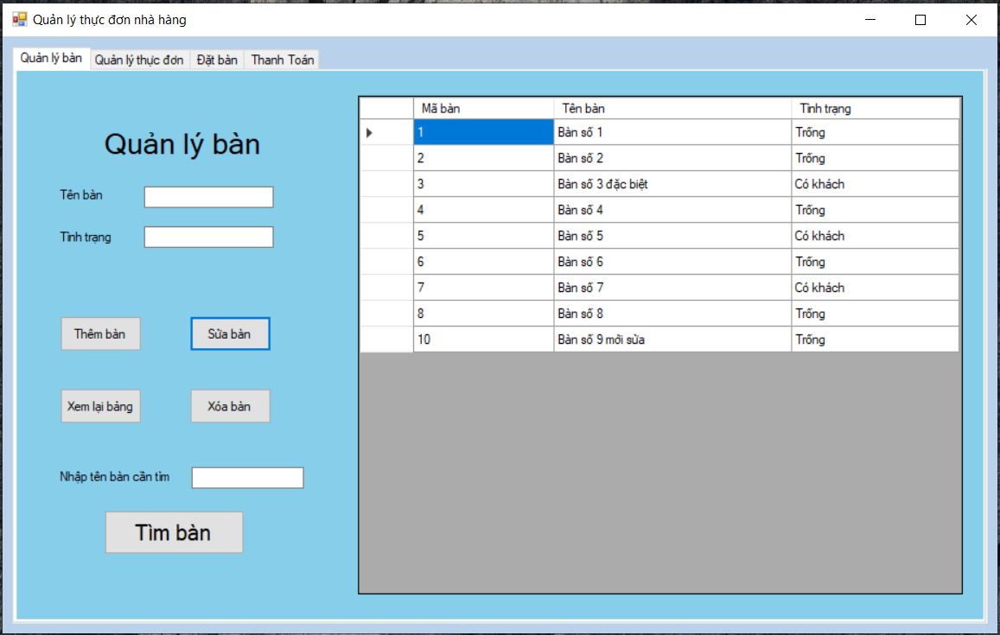 Quản lý thực đơn nhà hàng
Quản lý bàn Quản lý thực đơn Đặt bàn Thanh Toán
Quản lý bàn
Tên bàn
Tình trạng
Thêm bàn Sửa bàn
Xem lại bảng Xóa bàn
Nhập tên bàn cần tìm
Tìm bàn
Mã bàn Tên bàn Tình trạng
1 Bàn số 1 Trống
2 Bàn số 2 Trống
3 Bàn số 3 đặc biệt Có khách
4 Bàn số 4 Trống
5 Bàn số 5 Có khách
6 Bàn số 6 Trống
7 Bàn số 7 Có khách
8 Bàn số 8 Trống
10 Bàn số 9 mới sửa Trống